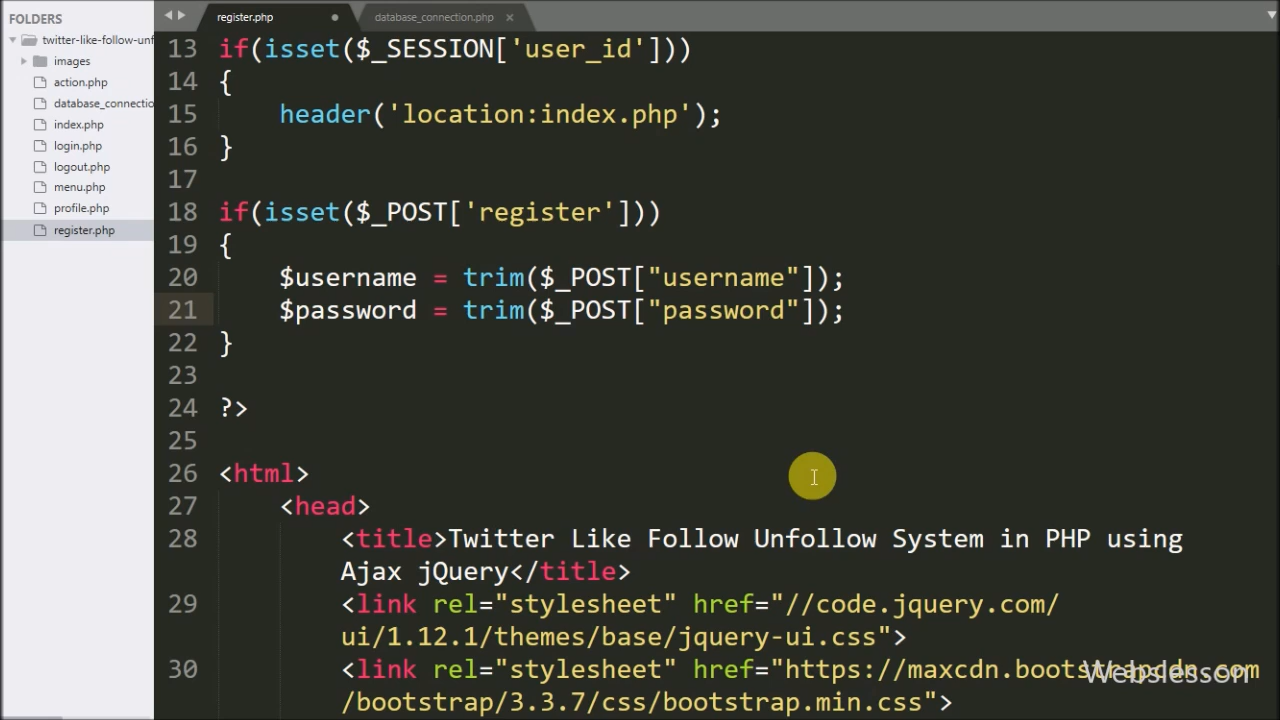 FOLDERS
twitter-like-follow-unf
images
action.php
database_connectio
index.php
login.php
logout.php
menu.php
profile.php
register.php
register.php
database_connection.php
13 if(isset($_SESSION['user_id']))
14 {
15 header('location:index.php');
16 }
17
18 if(isset($_POST['register']))
19 {
20 $username = trim($_POST["username"]);
21 $password = trim($_POST["password"]);
22 }
23
24 ?>
25
26 <html>
27 <head>
28 <title>Twitter Like Follow Unfollow System in PHP using
Ajax jQuery</title>
29 <link rel="stylesheet" href="//code.jquery.com/
ui/1.12.1/themes/base/jquery-ui.css">
30 <link rel="stylesheet" href="https://maxcdn.bootstrapcdn.com
/bootstrap/3.3.7/css/bootstrap.min.css">
Webslesson